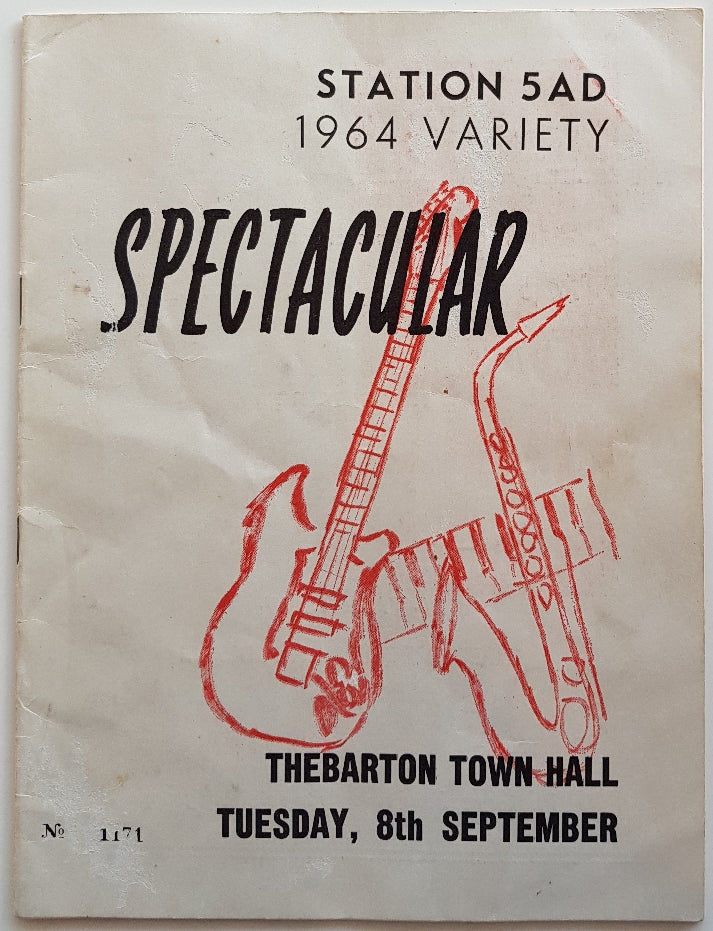 STATION 5AD
1964 VARIETY
SPECTACULAR
THEBARTON TOWN HALL
TUESDAY, 8th SEPTEMBER
No 1171